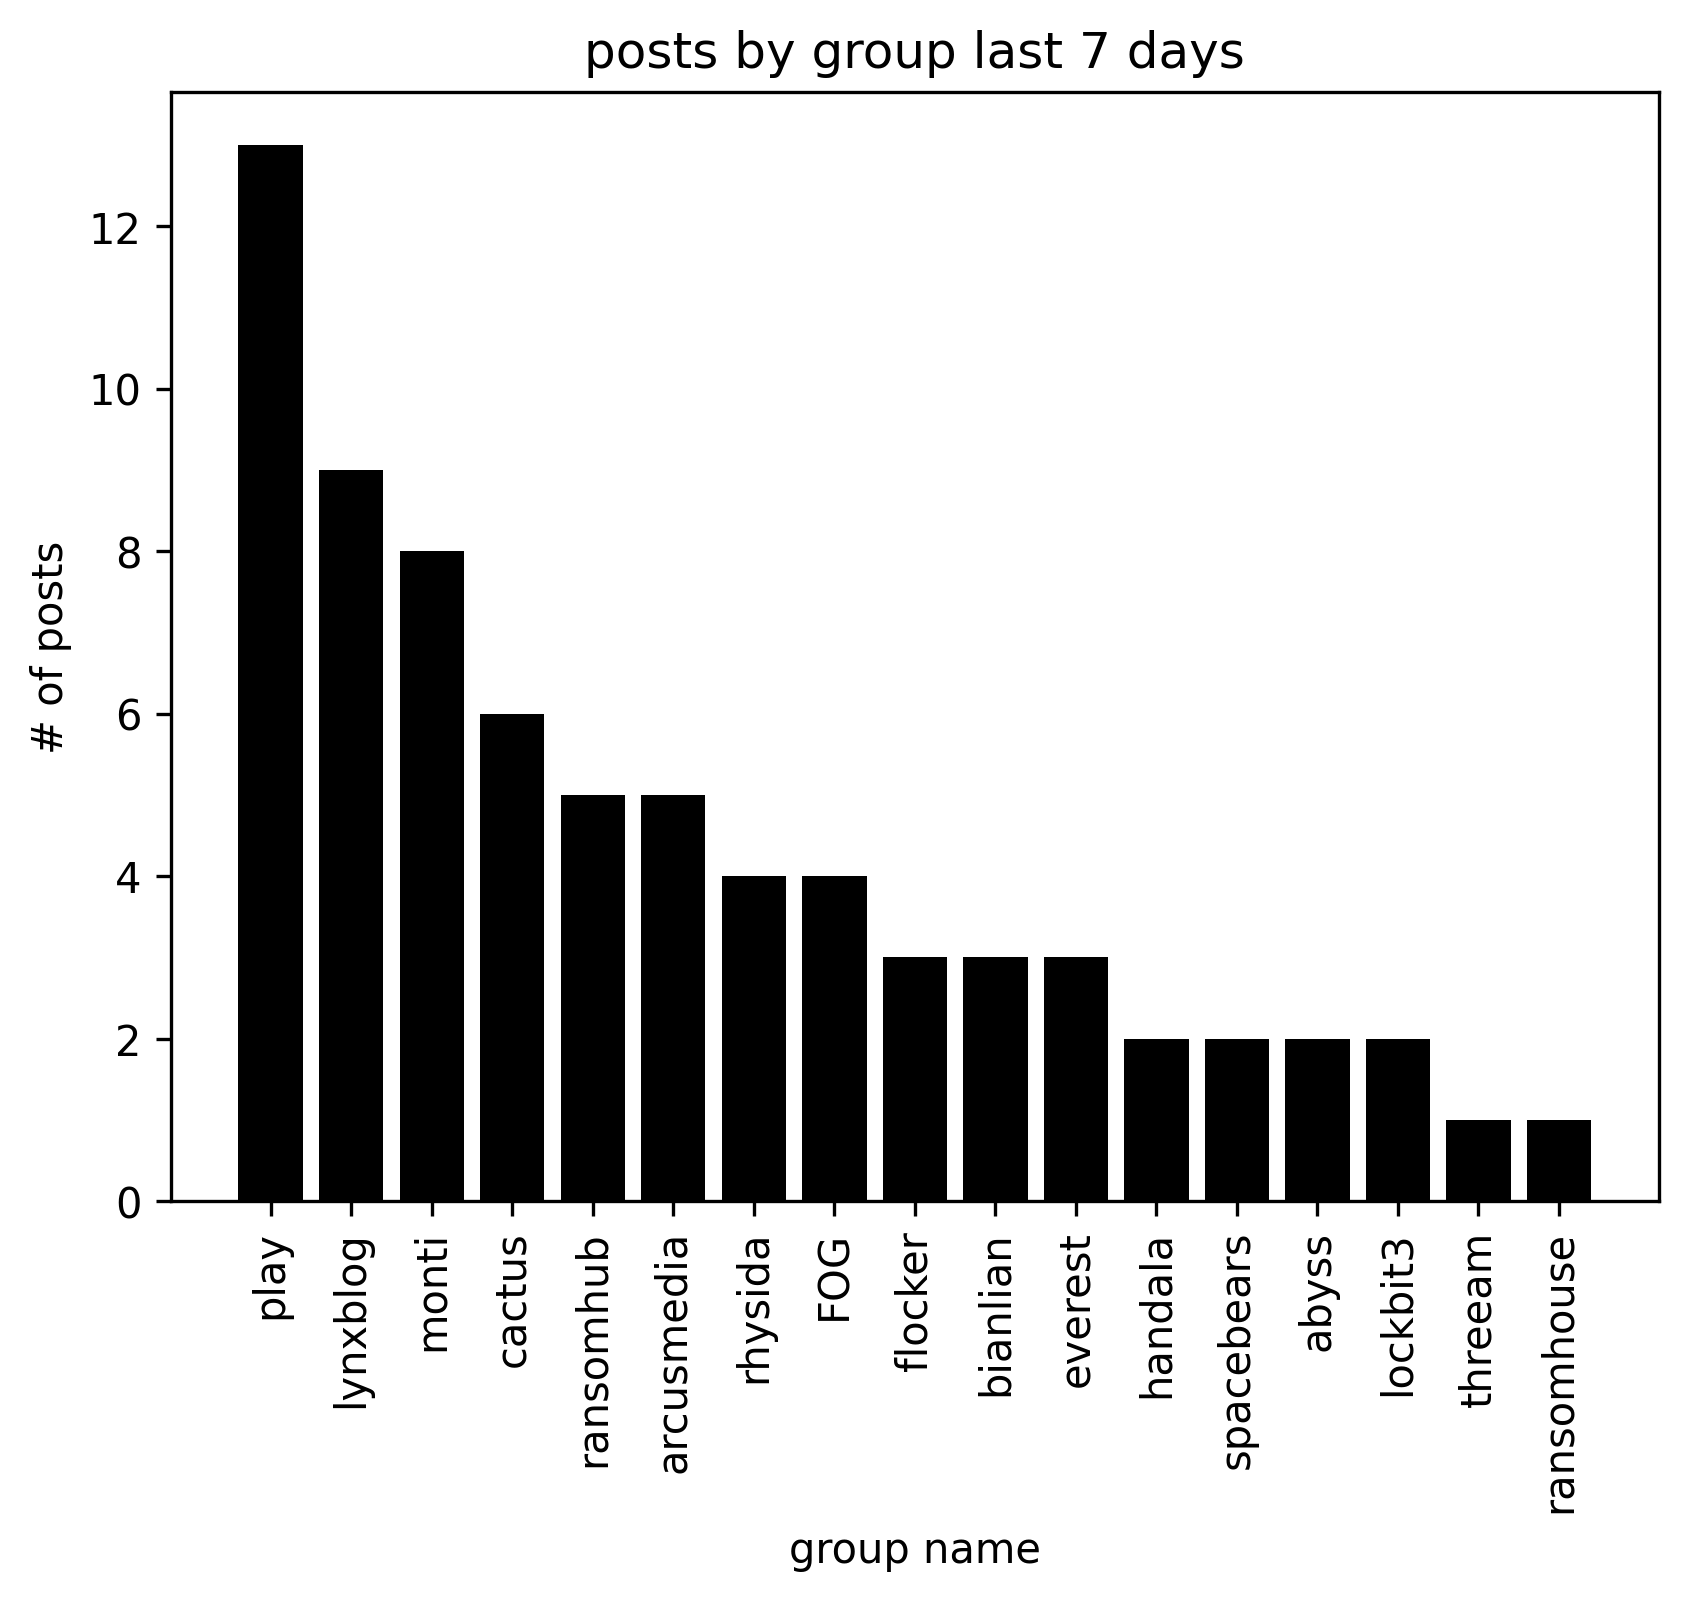 posts by group last 7 days
# of posts
12
10
8
6
4
2
0
play
lynxblog
monti
cactus
ransomhub
arcusmedia
rhysida
FOG
flocker
bianlian
everest
handala
spacebears
abyss
lockbit3
threeam
ransomhouse
group name